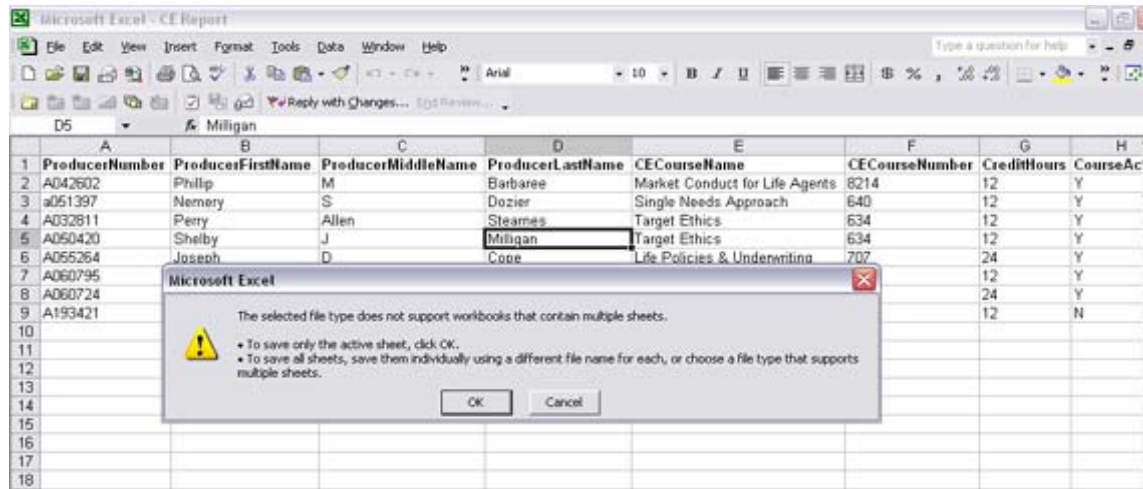 Microsoft Excel - CE Report
File Edit View Insert Format Tools Data Window Help Type a question for help
Arial 10 B I U $ % ,
Reply with Changes... End Review...
D5 fx Milligan
A B C D E F G H
1 ProducerNumber ProducerFirstName ProducerMiddleName ProducerLastName CECourseName CECourseNumber CreditHours CourseAc
2 A042602 Phillip M Barbaree Market Conduct for Life Agents 8214 12 Y
3 a051397 Nemery S Dozier Single Needs Approach 640 12 Y
4 A032811 Perry Allen Stearnes Target Ethics 634 12 Y
5 A050420 Shelby J Milligan Target Ethics 634 12 Y
6 A055264 Joseph D Cope Life Policies & Underwriting 707 24 Y
7 A060795 12 Y
8 A060724 24 Y
9 A193421 12 N
10
11
12
13
14
15
16
17
18
Microsoft Excel
The selected file type does not support workbooks that contain multiple sheets.
• To save only the active sheet, click OK.
• To save all sheets, save them individually using a different file name for each, or choose a file type that supports
multiple sheets.
OK Cancel